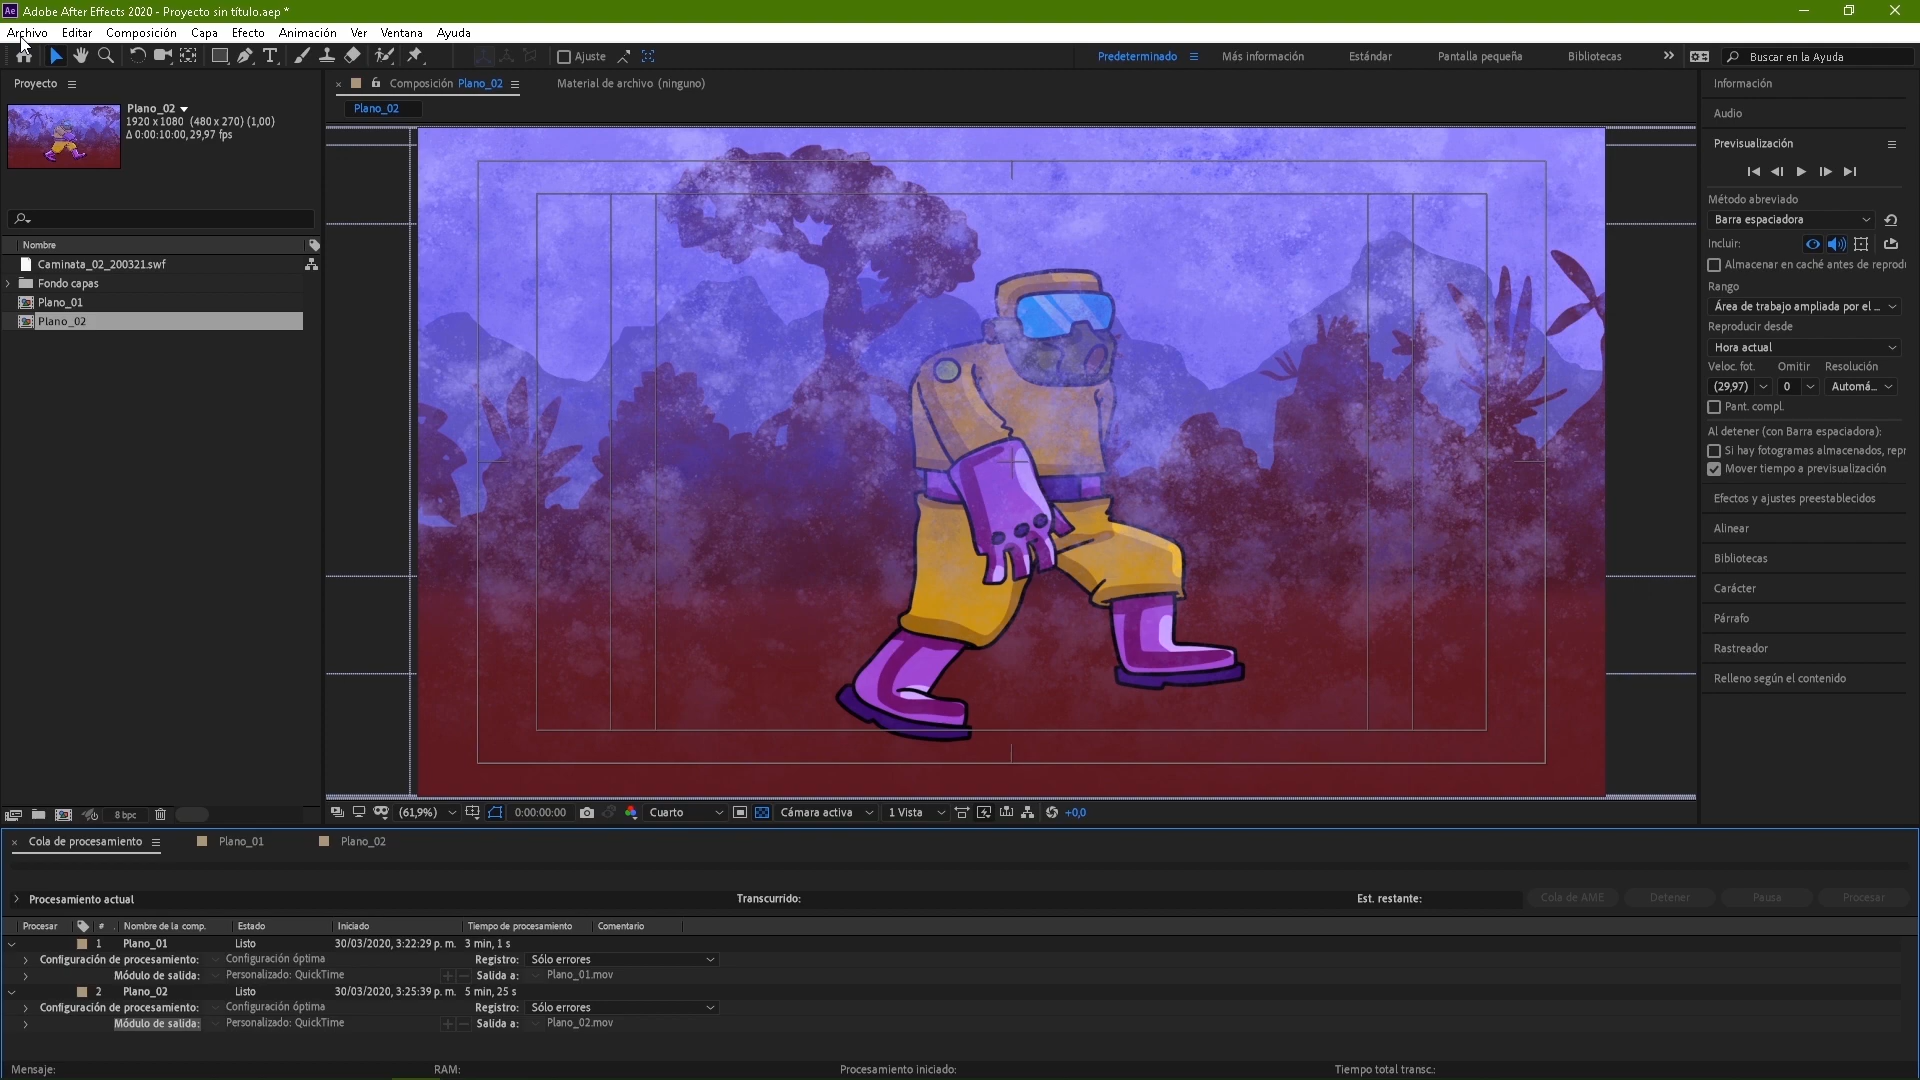 Ae Adobe After Effects 2020 - Proyecto sin título.aep *
Archivo Editar Composición Capa Efecto Animación Ver Ventana Ayuda
Ajuste Predeterminado Más información Estándar Pantalla pequeña Bibliotecas Buscar en la Ayuda
Proyecto
Plano_02
1920 x 1080 (480 x 270) (1,00)
Δ 0:00:10:00, 29,97 fps
Nombre
Caminata_02_200321.swf
Fondo capas
Plano_01
Plano_02
8 bpc
Composición Plano_02
Material de archivo (ninguno)
Plano_02
(61,9%) 0:00:00:00 Cuarto Cámara activa 1 Vista +0,0
Información
Audio
Previsualización
Método abreviado
Barra espaciadora
Incluir:
Almacenar en caché antes de reprodu
Rango
Área de trabajo ampliada por el ...
Reproducir desde
Hora actual
Veloc. fot. Omitir Resolución
(29,97) 0 Automá...
Pant. compl.
Al detener (con Barra espaciadora):
Si hay fotogramas almacenados, repr
Mover tiempo a previsualización
Efectos y ajustes preestablecidos
Alinear
Bibliotecas
Carácter
Párrafo
Rastreador
Relleno según el contenido
Cola de procesamiento Plano_01 Plano_02
Procesamiento actual Transcurrido: Est. restante: Cola de AME Detener Pausa Procesar
Procesar # Nombre de la comp. Estado Iniciado Tiempo de procesamiento Comentario
1 Plano_01 Listo 30/03/2020, 3:22:29 p. m. 3 min, 1 s
Configuración de procesamiento: Configuración óptima Registro: Sólo errores
Módulo de salida: Personalizado: QuickTime Salida a: Plano_01.mov
2 Plano_02 Listo 30/03/2020, 3:25:39 p. m. 5 min, 25 s
Configuración de procesamiento: Configuración óptima Registro: Sólo errores
Módulo de salida: Personalizado: QuickTime Salida a: Plano_02.mov
Mensaje: RAM: Procesamiento iniciado: Tiempo total transc.: